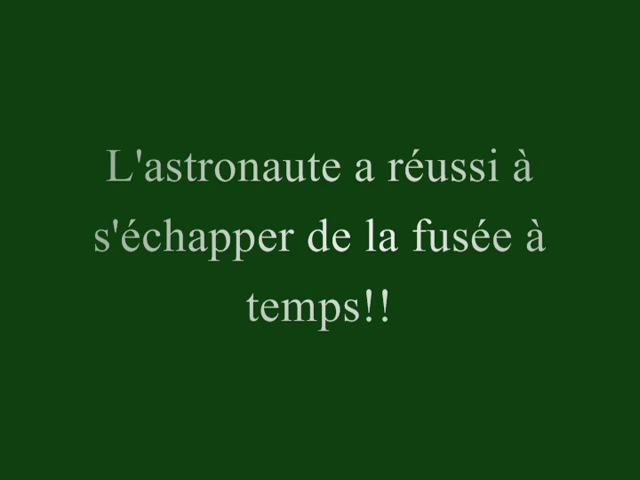 L'astronaute a réussi à
s'échapper de la fusée à
temps!!